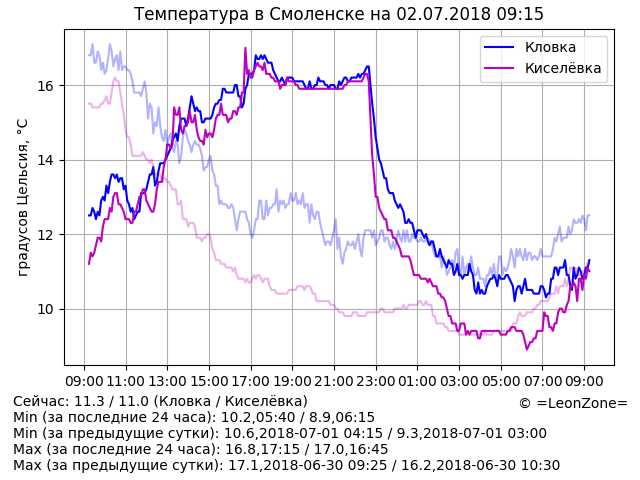 Температура в Смоленске на 02.07.2018 09:15
Кловка
Киселёвка
градусов Цельсия, °C
16
14
12
10
09:00 11:00 13:00 15:00 17:00 19:00 21:00 23:00 01:00 03:00 05:00 07:00 09:00
Сейчас: 11.3 / 11.0 (Кловка / Киселёвка)
© =LeonZone=
Min (за последние 24 часа): 10.2,05:40 / 8.9,06:15
Min (за предыдущие сутки): 10.6,2018-07-01 04:15 / 9.3,2018-07-01 03:00
Max (за последние 24 часа): 16.8,17:15 / 17.0,16:45
Max (за предыдущие сутки): 17.1,2018-06-30 09:25 / 16.2,2018-06-30 10:30